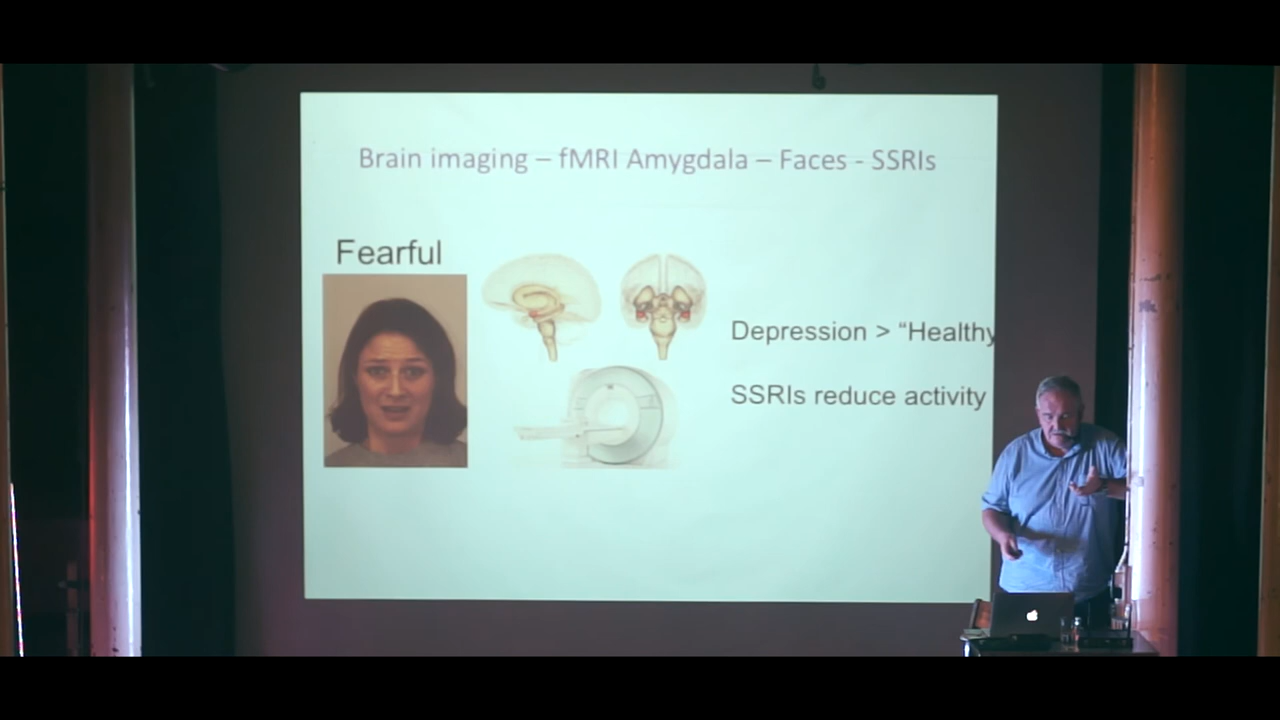 Brain imaging – fMRI Amygdala – Faces - SSRIs
Fearful
Depression > “Healthy
SSRIs reduce activity